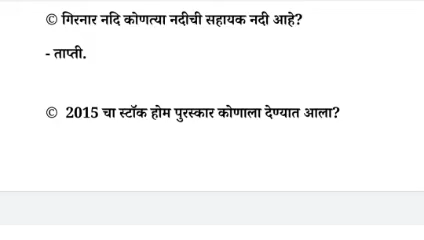 © गिरनार नदि कोणत्या नदीची सहायक नदी आहे?
- ताप्ती.
© 2015 चा स्टॉक होम पुरस्कार कोणाला देण्यात आला?